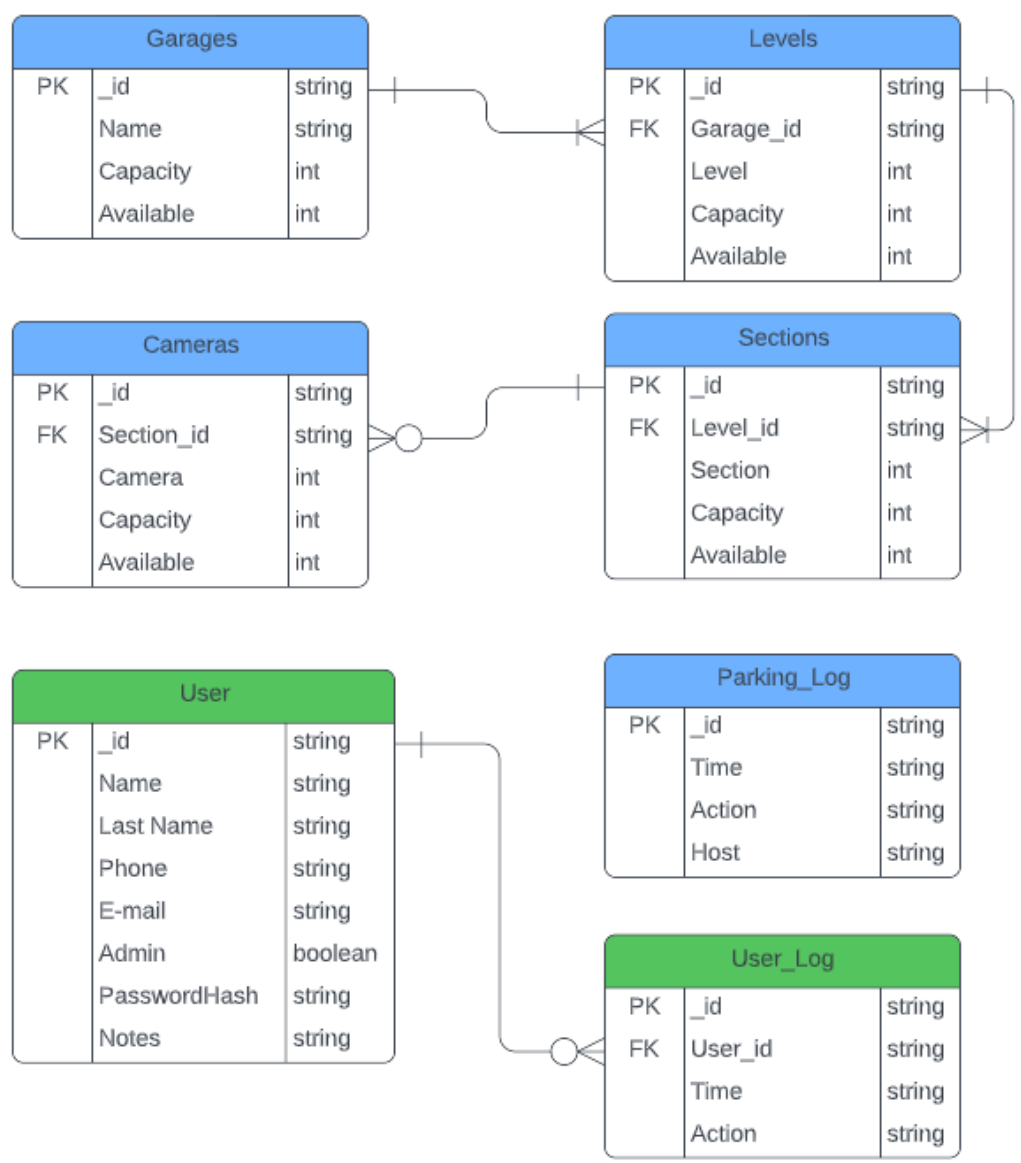 Garages
PK _id string
Name string
Capacity int
Available int
Levels
PK _id string
FK Garage_id string
Level int
Capacity int
Available int
Cameras
PK _id string
FK Section_id string
Camera int
Capacity int
Available int
Sections
PK _id string
FK Level_id string
Section int
Capacity int
Available int
User
PK _id string
Name string
Last Name string
Phone string
E-mail string
Admin boolean
PasswordHash string
Notes string
Parking_Log
PK _id string
Time string
Action string
Host string
User_Log
PK _id string
FK User_id string
Time string
Action string